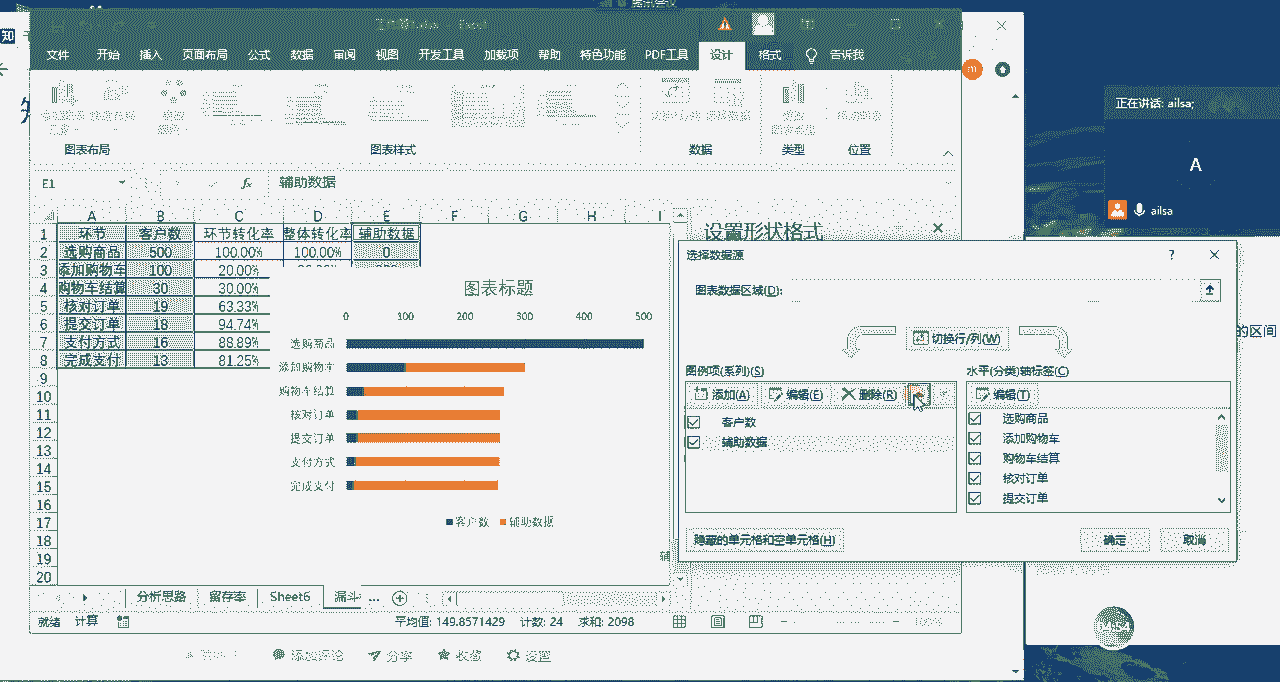 知
文件 开始 插入 页面布局 公式 数据 审阅 视图 开发工具 加载项 帮助 特色功能 PDF工具 设计 格式 告诉我
图表布局 图表样式 数据 类型 位置
E1 fx 辅助数据
A B C D E F G H I
1 环节 客户数 环节转化率 整体转化率 辅助数据
2 选购商品 500 100.00% 100.00% 0
3 添加购物车 100 20.00%
4 购物车结算 30 30.00%
5 核对订单 19 63.33%
6 提交订单 18 94.74%
7 支付方式 16 88.89%
8 完成支付 13 81.25%
9
10
11
12
13
14
15
16
17
18
19
20
图表标题
0 100 200 300 400 500
选购商品
添加购物车
购物车结算
核对订单
提交订单
支付方式
完成支付
客户数 辅助数据
设置形状格式
选择数据源 ?
图表数据区域(D):
切换行/列(W)
图例项(系列)(S)
添加(A) 编辑(E) 删除(R)
客户数
辅助数据
水平(分类)轴标签(C)
编辑(T)
选购商品
添加购物车
购物车结算
核对订单
提交订单
隐藏的单元格和空单元格(H) 确定 取消
的区间
分析思路 留存率 Sheet6 漏斗 ...
就绪 计算 平均值: 149.8571429 计数: 24 求和: 2098
添加评论 分享 收藏 设置
正在讲话: ailsa;
A
ailsa